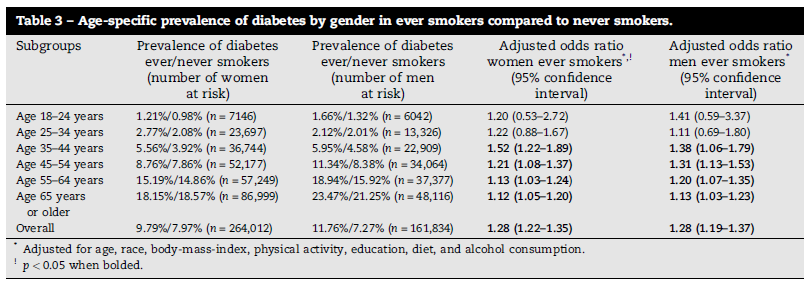 Table 3 – Age-specific prevalence of diabetes by gender in ever smokers compared to never smokers.
Subgroups Prevalence of diabetes ever/never smokers (number of women at risk) Prevalence of diabetes ever/never smokers (number of men at risk) Adjusted odds ratio women ever smokers*,! (95% confidence interval) Adjusted odds ratio men ever smokers* (95% confidence interval)
Age 18–24 years 1.21%/0.98% (n = 7146) 1.66%/1.32% (n = 6042) 1.20 (0.53–2.72) 1.41 (0.59–3.37)
Age 25–34 years 2.77%/2.08% (n = 23,697) 2.12%/2.01% (n = 13,326) 1.22 (0.88–1.67) 1.11 (0.69–1.80)
Age 35–44 years 5.56%/3.92% (n = 36,744) 5.95%/4.58% (n = 22,909) 1.52 (1.22–1.89) 1.38 (1.06–1.79)
Age 45–54 years 8.76%/7.86% (n = 52,177) 11.34%/8.38% (n = 34,064) 1.21 (1.08–1.37) 1.31 (1.13–1.53)
Age 55–64 years 15.19%/14.86% (n = 57,249) 18.94%/15.92% (n = 37,377) 1.13 (1.03–1.24) 1.20 (1.07–1.35)
Age 65 years or older 18.15%/18.57% (n = 86,999) 23.47%/21.25% (n = 48,116) 1.12 (1.05–1.20) 1.13 (1.03–1.23)
Overall 9.79%/7.97% (n = 264,012) 11.76%/7.27% (n = 161,834) 1.28 (1.22–1.35) 1.28 (1.19–1.37)
* Adjusted for age, race, body-mass-index, physical activity, education, diet, and alcohol consumption.
! p < 0.05 when bolded.